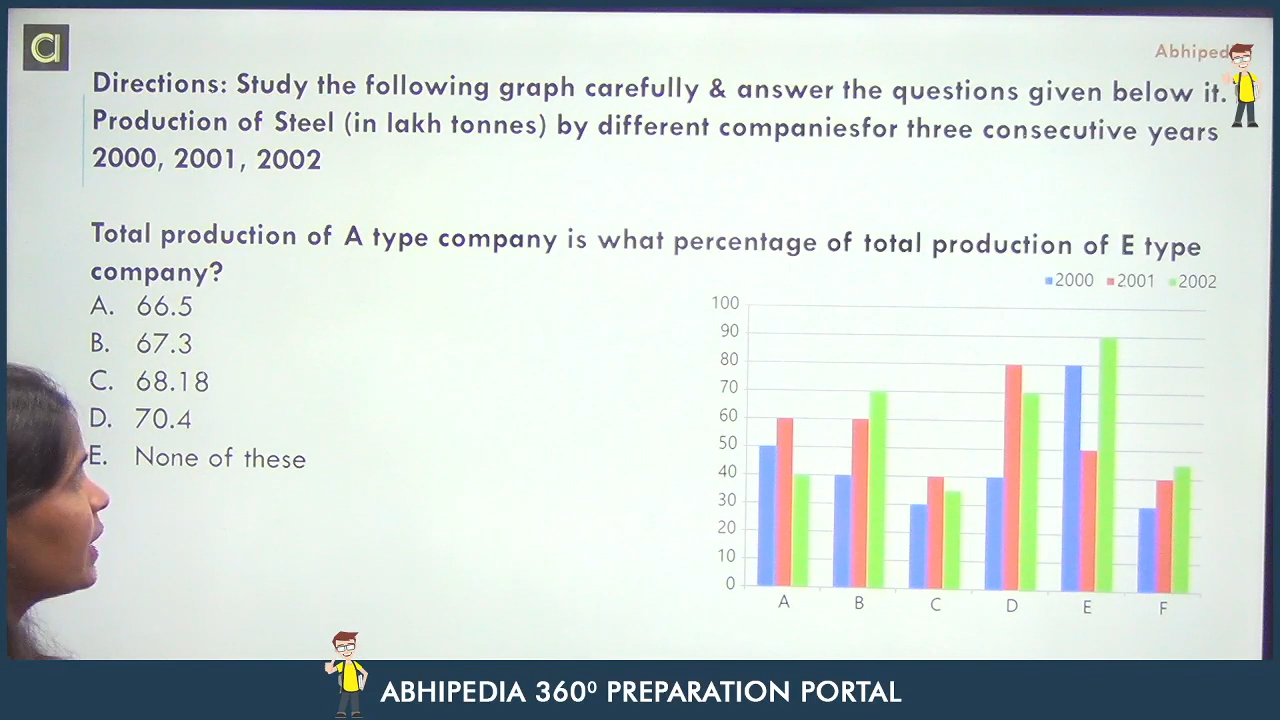 a
Abhiped
Directions: Study the following graph carefully & answer the questions given below it.
Production of Steel (in lakh tonnes) by different companiesfor three consecutive years
2000, 2001, 2002
Total production of A type company is what percentage of total production of E type
company?
A. 66.5
B. 67.3
C. 68.18
D. 70.4
E. None of these
2000 2001 2002
100
90
80
70
60
50
40
30
20
10
0
A B C D E F
ABHIPEDIA 360⁰ PREPARATION PORTAL